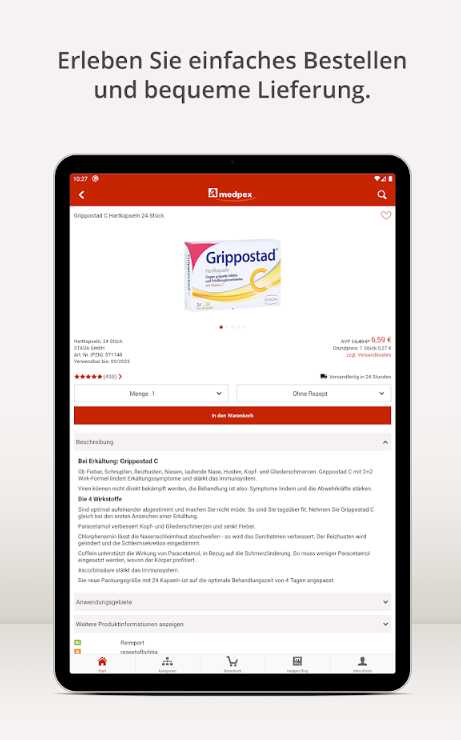 Erleben Sie einfaches Bestellen
und bequeme Lieferung.
10:27
medpex
Grippostad C Hartkapseln 24 Stück
Grippostad
Hartkapseln
C
Hartkapseln, 24 Stück
STADA GmbH
Art.-Nr. (PZN): 571748
Verwendbar bis: 09/2023
AVP 6,59 €
Grundpreis: 1 Stück 0,27 €
zzgl. Versandkosten
(498)
Versandfertig in 24 Stunden
Menge 1
Ohne Rezept
In den Warenkorb
Beschreibung
Bei Erkältung: Grippostad C
Ob Fieber, Schnupfen, Reizhusten, Niesen, laufende Nase, Husten, Kopf- und Gliederschmerzen: Grippostad C mit 2+2
Wirk-Formel lindert Erkältungssymptome und stärkt das Immunsystem.
Viren können nicht direkt bekämpft werden, die Behandlung ist also: Symptome lindern und die Abwehrkräfte stärken.
Die 4 Wirkstoffe
Sind optimal aufeinander abgestimmt und machen Sie nicht müde. So sind Sie tagsüber fit. Nehmen Sie Grippostad C
gleich bei den ersten Anzeichen einer Erkältung.
Paracetamol verbessert Kopf- und Gliederschmerzen und senkt Fieber.
Chlorphenamin lässt die Nasenschleimhaut abschwellen - so wird das Durchatmen verbessert. Der Reizhusten wird
gelindert und die Schleimsekretion eingedämmt.
Coffein unterstützt die Wirkung von Paracetamol, in Bezug auf die Schmerzlinderung. So muss weniger Paracetamol
eingesetzt werden, wovon der Körper profitiert.
Ascorbinsäure stärkt das Immunsystem.
Die neue Packungsgröße mit 24 Kapseln ist auf die optimale Behandlungszeit von 4 Tagen angepasst.
Anwendungsgebiete
Weitere Produktinformationen anzeigen
Reimport
rezeptpflichtig
Start
Kategorien
Warenkorb
medpex Blog
Mein Konto